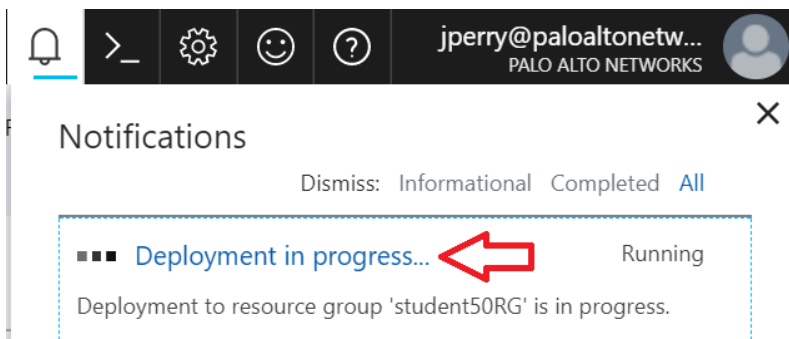 >_
jperry@paloaltonetw...
PALO ALTO NETWORKS
Notifications
Dismiss: Informational Completed All
Deployment in progress... Running
Deployment to resource group 'student50RG' is in progress.